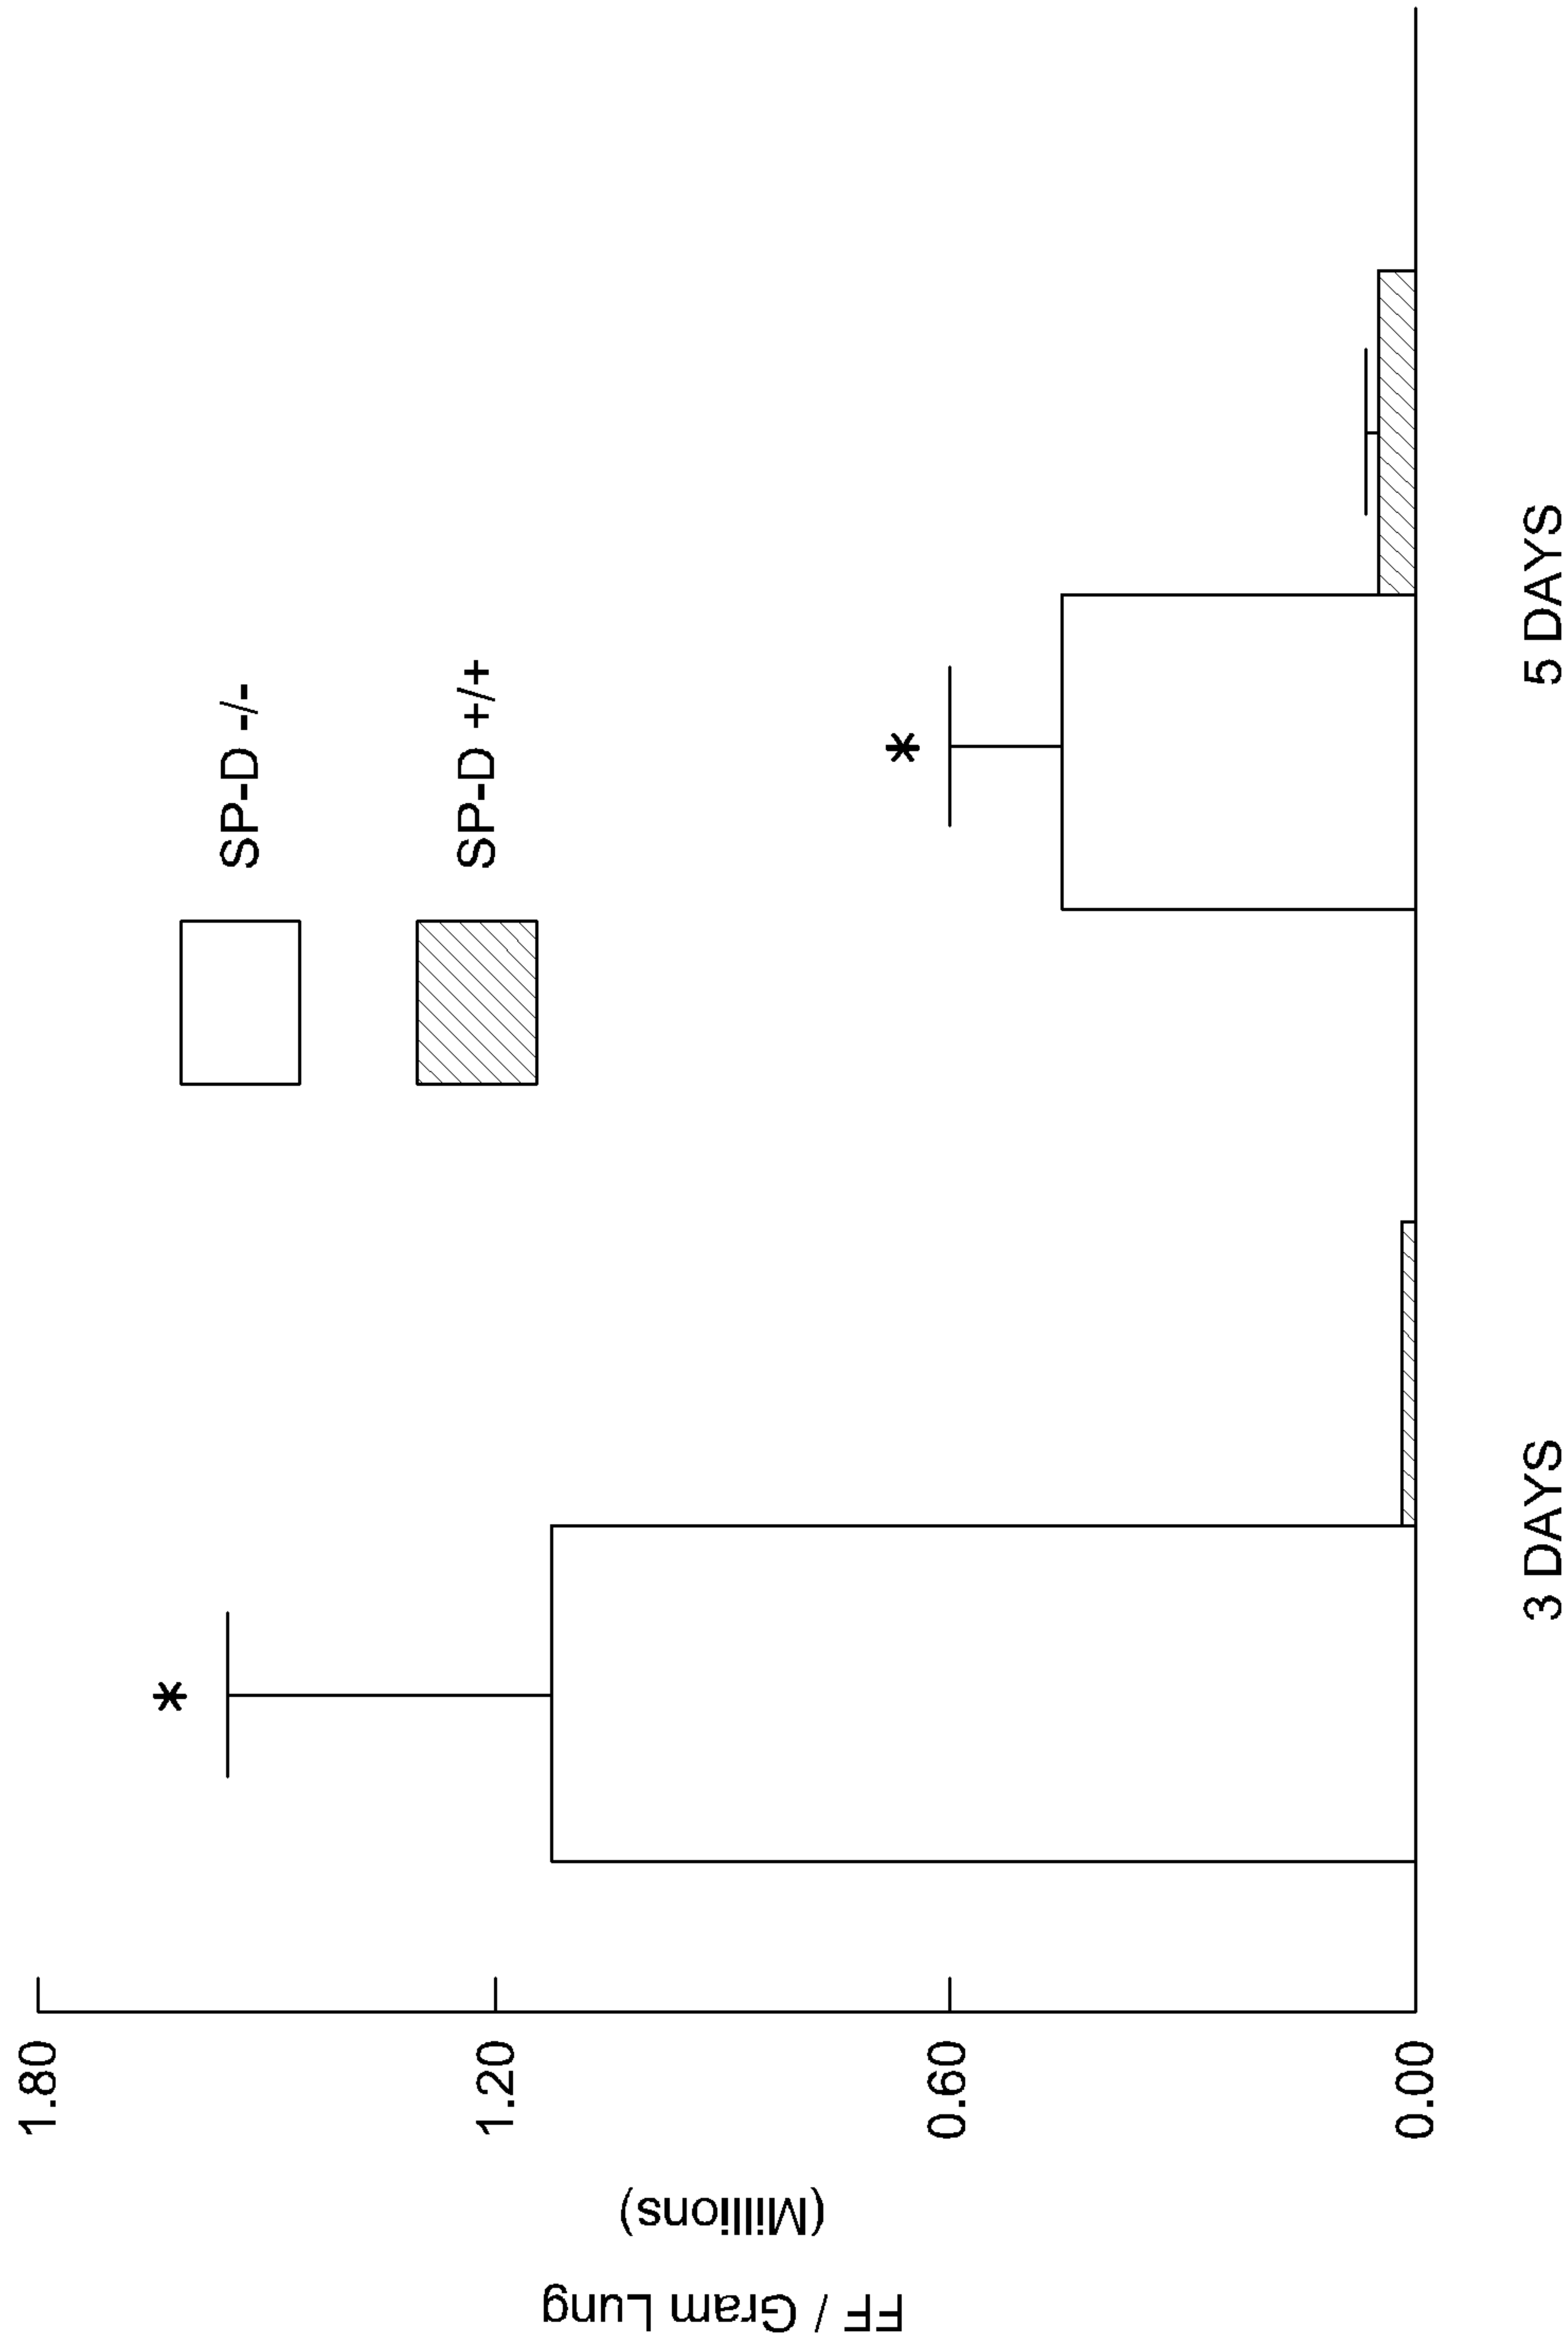 SP-D -/-
SP-D +/+
*
*
1.80
1.20
0.60
0.00
FF / Gram Lung
(Millions)
3 DAYS
5 DAYS